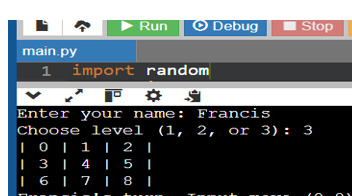 Run Debug Stop
main.py
1 import random
Enter your name: Francis
Choose level (1, 2, or 3): 3
| 0 | 1 | 2 |
| 3 | 4 | 5 |
| 6 | 7 | 8 |